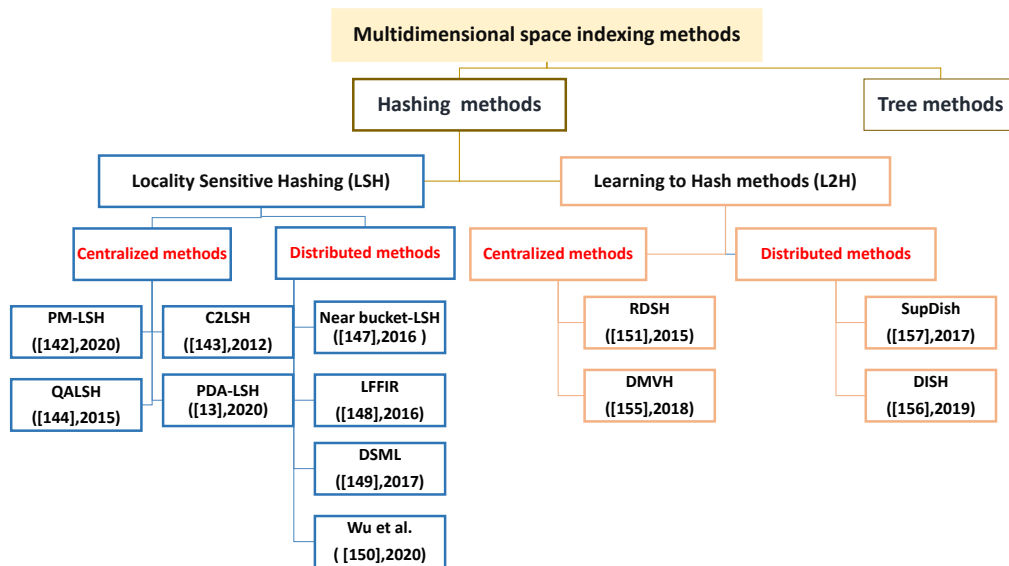 Multidimensional space indexing methods
Hashing methods
Tree methods
Locality Sensitive Hashing (LSH)
Learning to Hash methods (L2H)
Centralized methods
Distributed methods
Centralized methods
Distributed methods
PM-LSH
([142],2020)
C2LSH
([143],2012)
Near bucket-LSH
([147],2016 )
RDSH
([151],2015)
SupDish
([157],2017)
QALSH
([144],2015)
PDA-LSH
([13],2020)
LFFIR
([148],2016)
DMVH
([155],2018)
DISH
([156],2019)
DSML
([149],2017)
Wu et al.
( [150],2020)